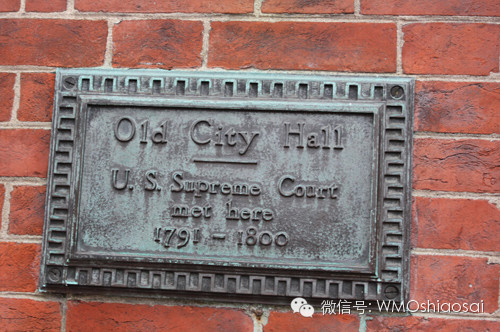 Old City Hall
U. S. Supreme Court
met here
1791 - 1800
微信号: WMOshiaosai